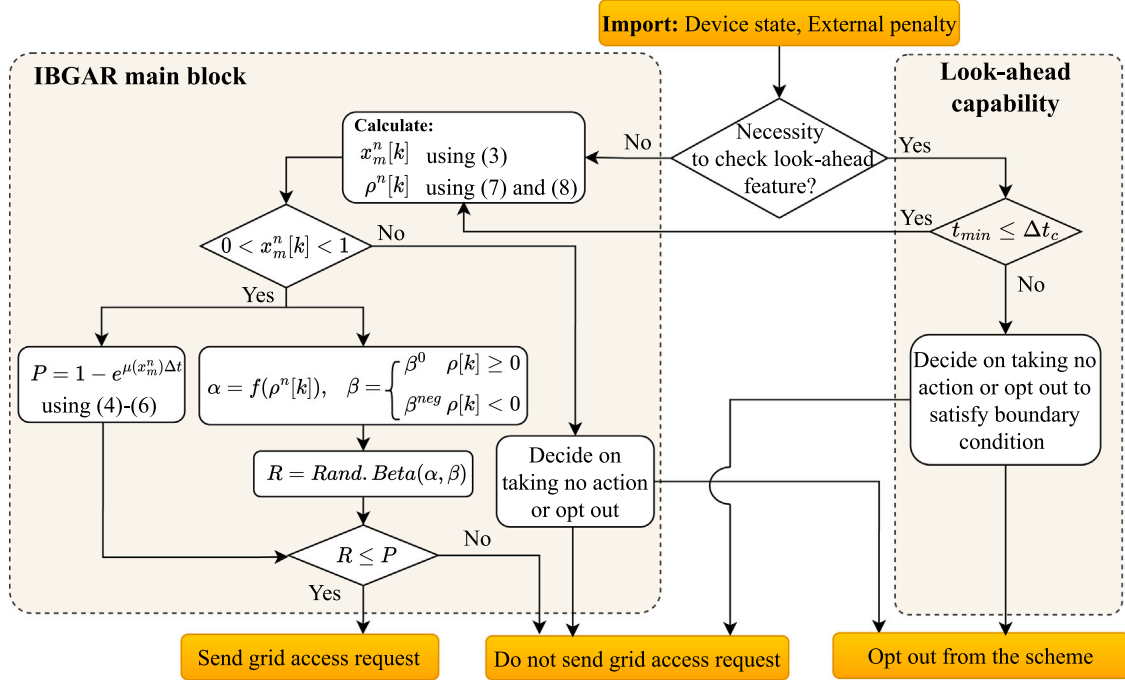 Import: Device state, External penalty
IBGAR main block
Look-ahead
capability
Necessity
to check look-ahead
feature?
No
Yes
Calculate:
x_m^n[k] using (3)
ρ^n[k] using (7) and (8)
Yes
t_min ≤ Δt_c
No
0 < x_m^n[k] < 1
No
Yes
P = 1 − e^{μ(x_m^n)Δt}
using (4)-(6)
α = f(ρ^n[k]), β = { β^0 ρ[k] ≥ 0
β^neg ρ[k] < 0
Decide on taking no
action or opt out to
satisfy boundary
condition
R = Rand. Beta(α, β)
Decide on
taking no action
or opt out
R ≤ P
No
Yes
Send grid access request
Do not send grid access request
Opt out from the scheme